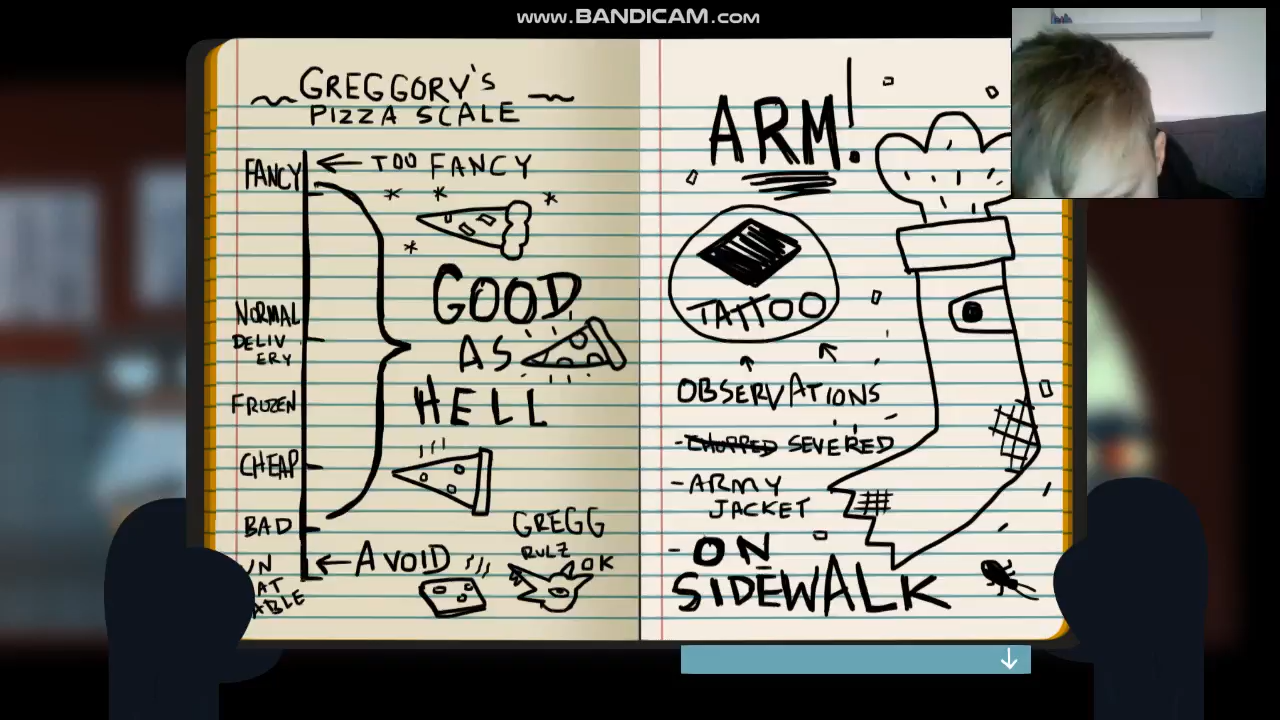 www.BANDICAM.com
GREGGORY'S
PIZZA SCALE
FANCY
← TOO FANCY
GOOD
AS
HELL
NORMAL
DELIV
ERY
FROZEN
CHEAP
BAD
← AVOID
GREGG
RULZ
OK
ARM!
TATTOO
OBSERVATIONS
- CHOPPED SEVERED
- ARMY
JACKET
- ON
SIDEWALK